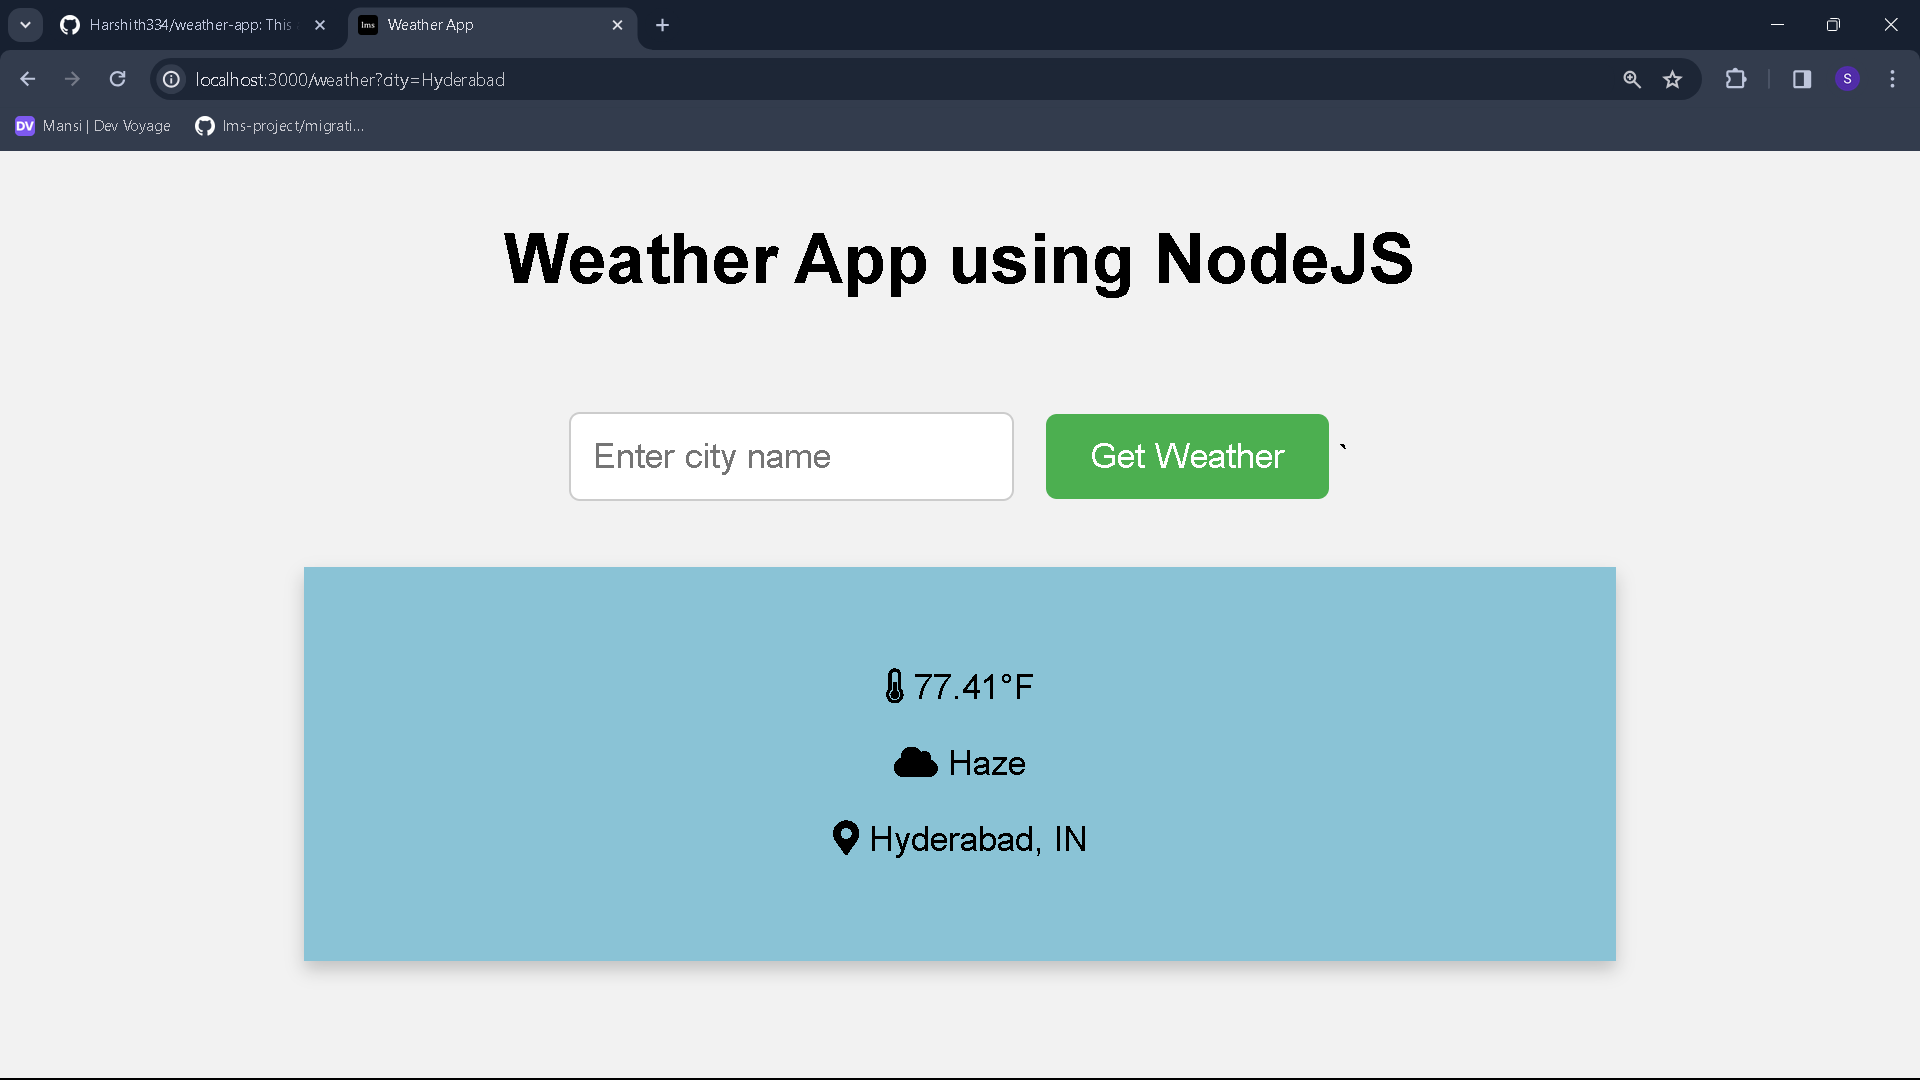 Harshith334/weather-app: This
lms
Weather App
localhost:3000/weather?city=Hyderabad
S
DV
Mansi | Dev Voyage
lms-project/migrati...
Weather App using NodeJS
Enter city name
Get Weather
`
77.41°F
Haze
Hyderabad, IN